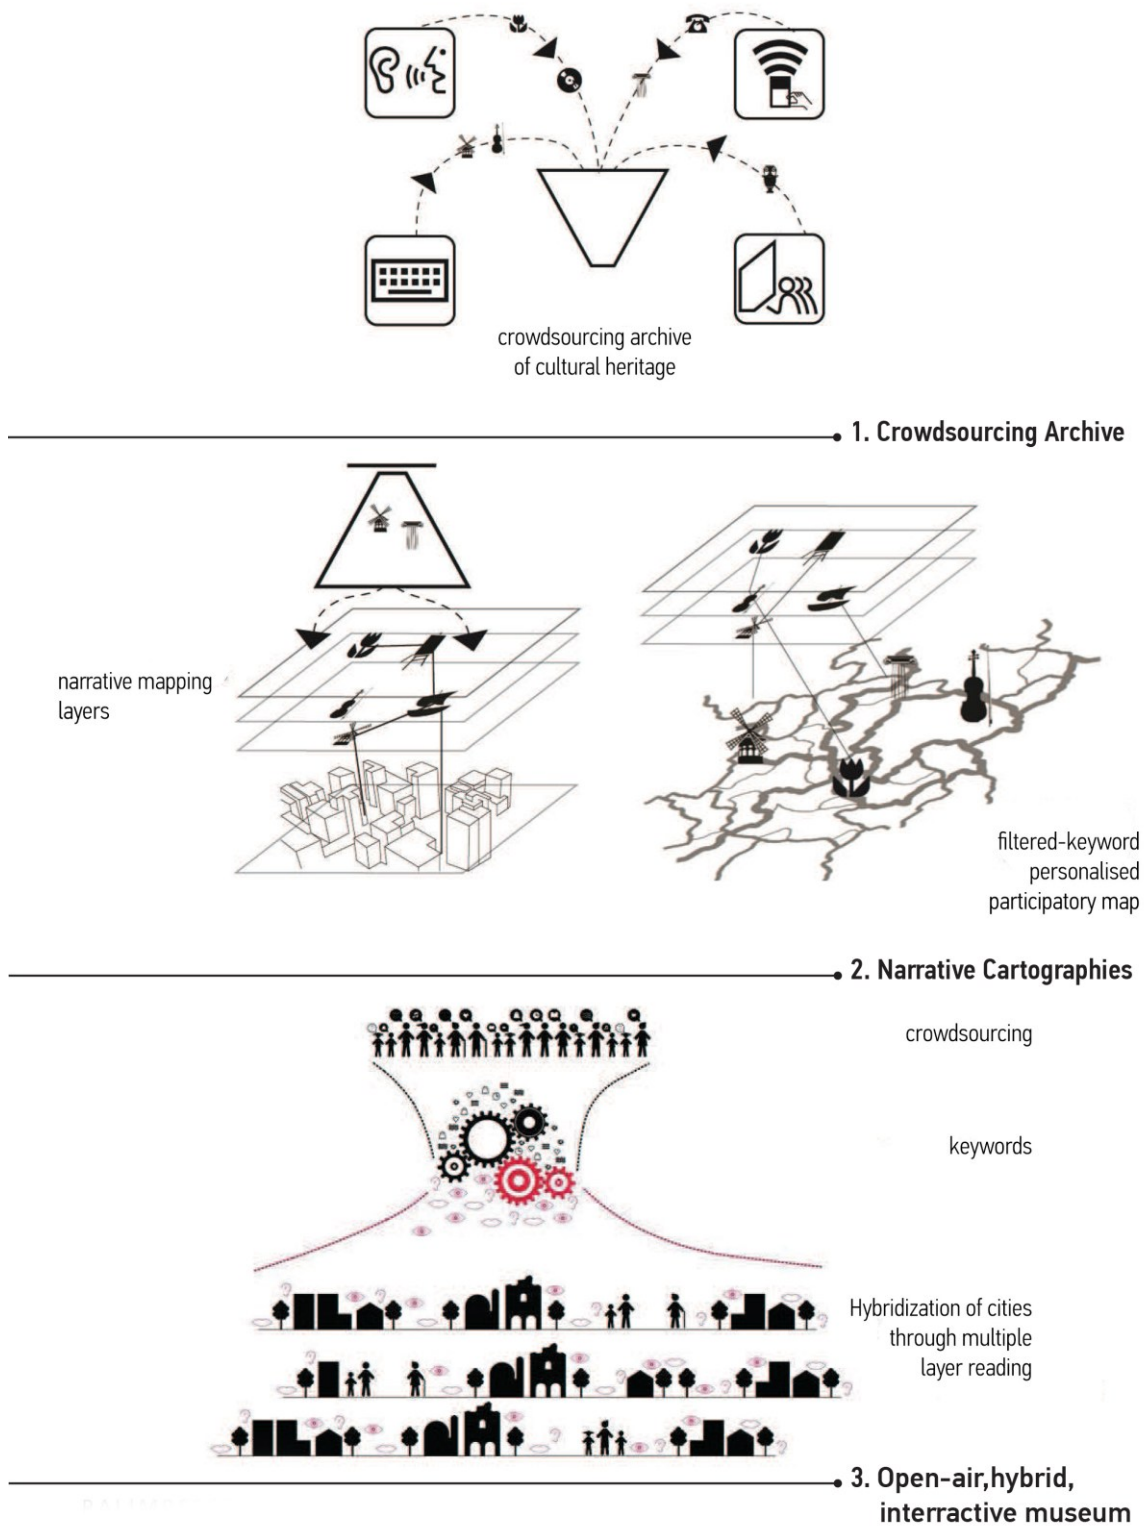 crowdsourcing archive
of cultural heritage
1. Crowdsourcing Archive
narrative mapping
layers
filtered-keyword
personalised
participatory map
2. Narrative Cartographies
crowdsourcing
keywords
Hybridization of cities
through multiple
layer reading
3. Open-air,hybrid,
interractive museum